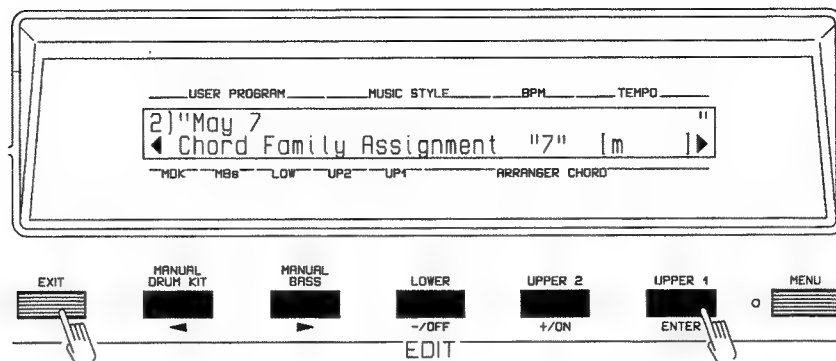 USER PROGRAM MUSIC STYLE BPM TEMPO
2)"May 7 "
◀ Chord Family Assignment "7" [m ]▶
MDK MBs LOW UP2 UP1 ARRANGER CHORD
EXIT MANUAL DRUM KIT MANUAL BASS LOWER UPPER 2 UPPER 1 MENU
◀ ▶ -/OFF +/ON ENTER
EDIT